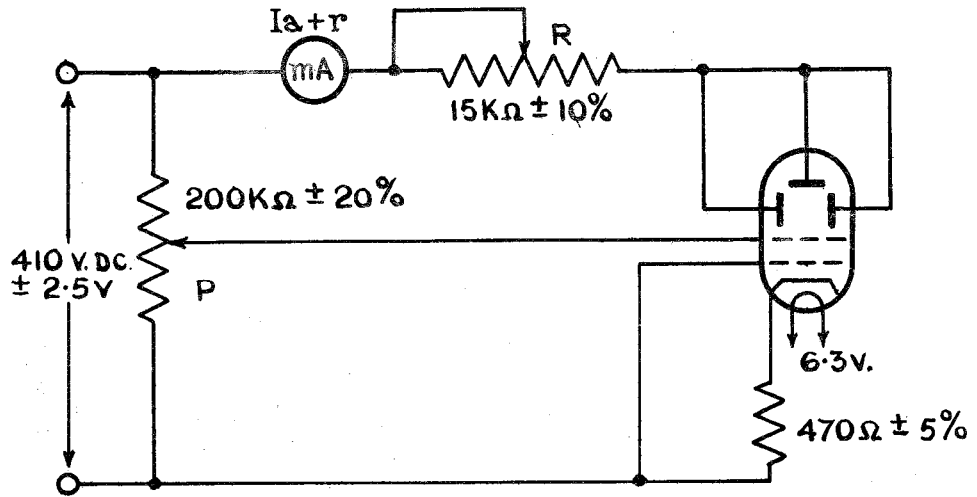 Ia+r
mA
R
15KΩ ± 10%
200KΩ ± 20%
410 V. DC.
± 2·5V
P
6·3V.
470Ω ± 5%